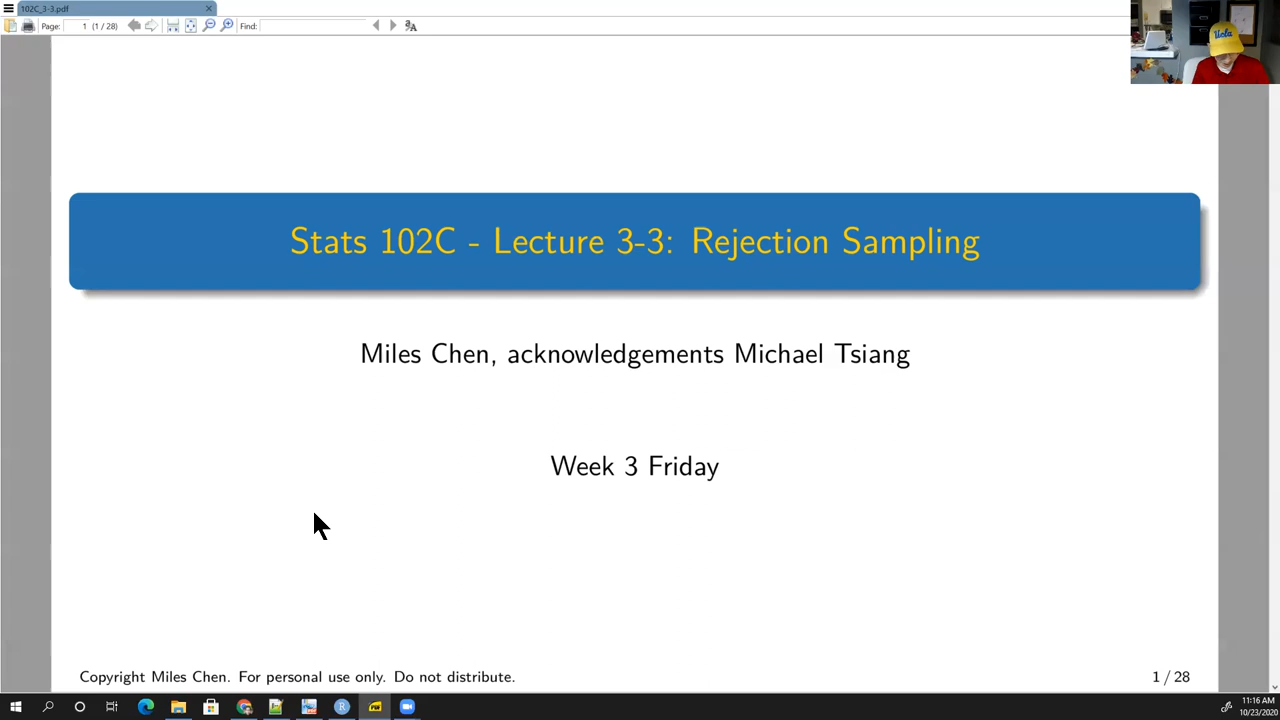 102C_3-3.pdf
Page: 1 (1 / 28) Find:
Ucla
Stats 102C - Lecture 3-3: Rejection Sampling
Miles Chen, acknowledgements Michael Tsiang
Week 3 Friday
Copyright Miles Chen. For personal use only. Do not distribute. 1 / 28
11:16 AM
10/23/2020